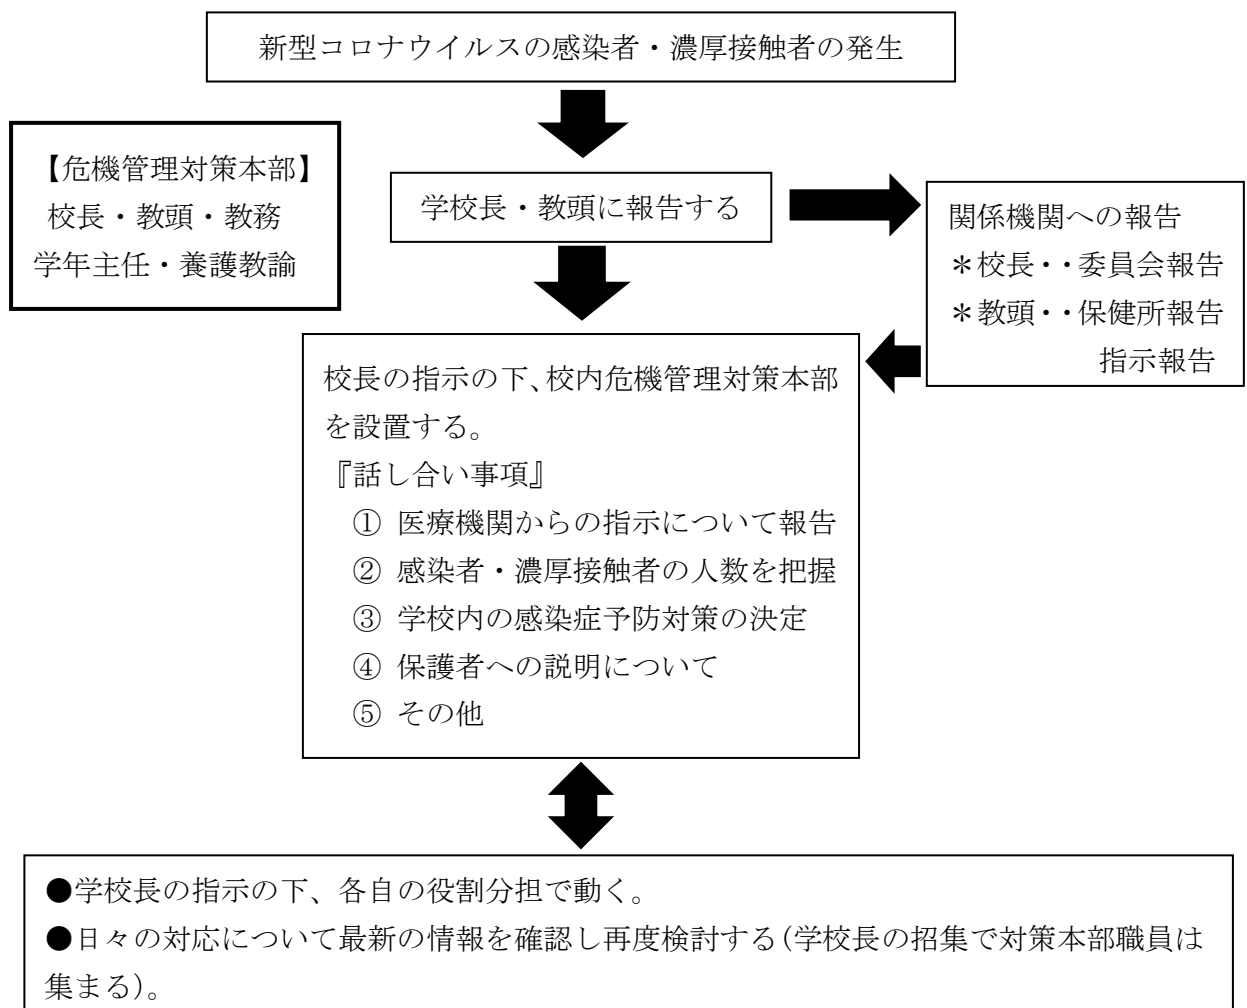 新型コロナウイルスの感染者・濃厚接触者の発生
【危機管理対策本部】
校長・教頭・教務
学年主任・養護教諭
学校長・教頭に報告する
関係機関への報告
＊校長・・委員会報告
＊教頭・・保健所報告
指示報告
校長の指示の下、校内危機管理対策本部
を設置する。
『話し合い事項』
① 医療機関からの指示について報告
② 感染者・濃厚接触者の人数を把握
③ 学校内の感染症予防対策の決定
④ 保護者への説明について
⑤ その他
●学校長の指示の下、各自の役割分担で動く。
●日々の対応について最新の情報を確認し再度検討する(学校長の招集で対策本部職員は
集まる)。